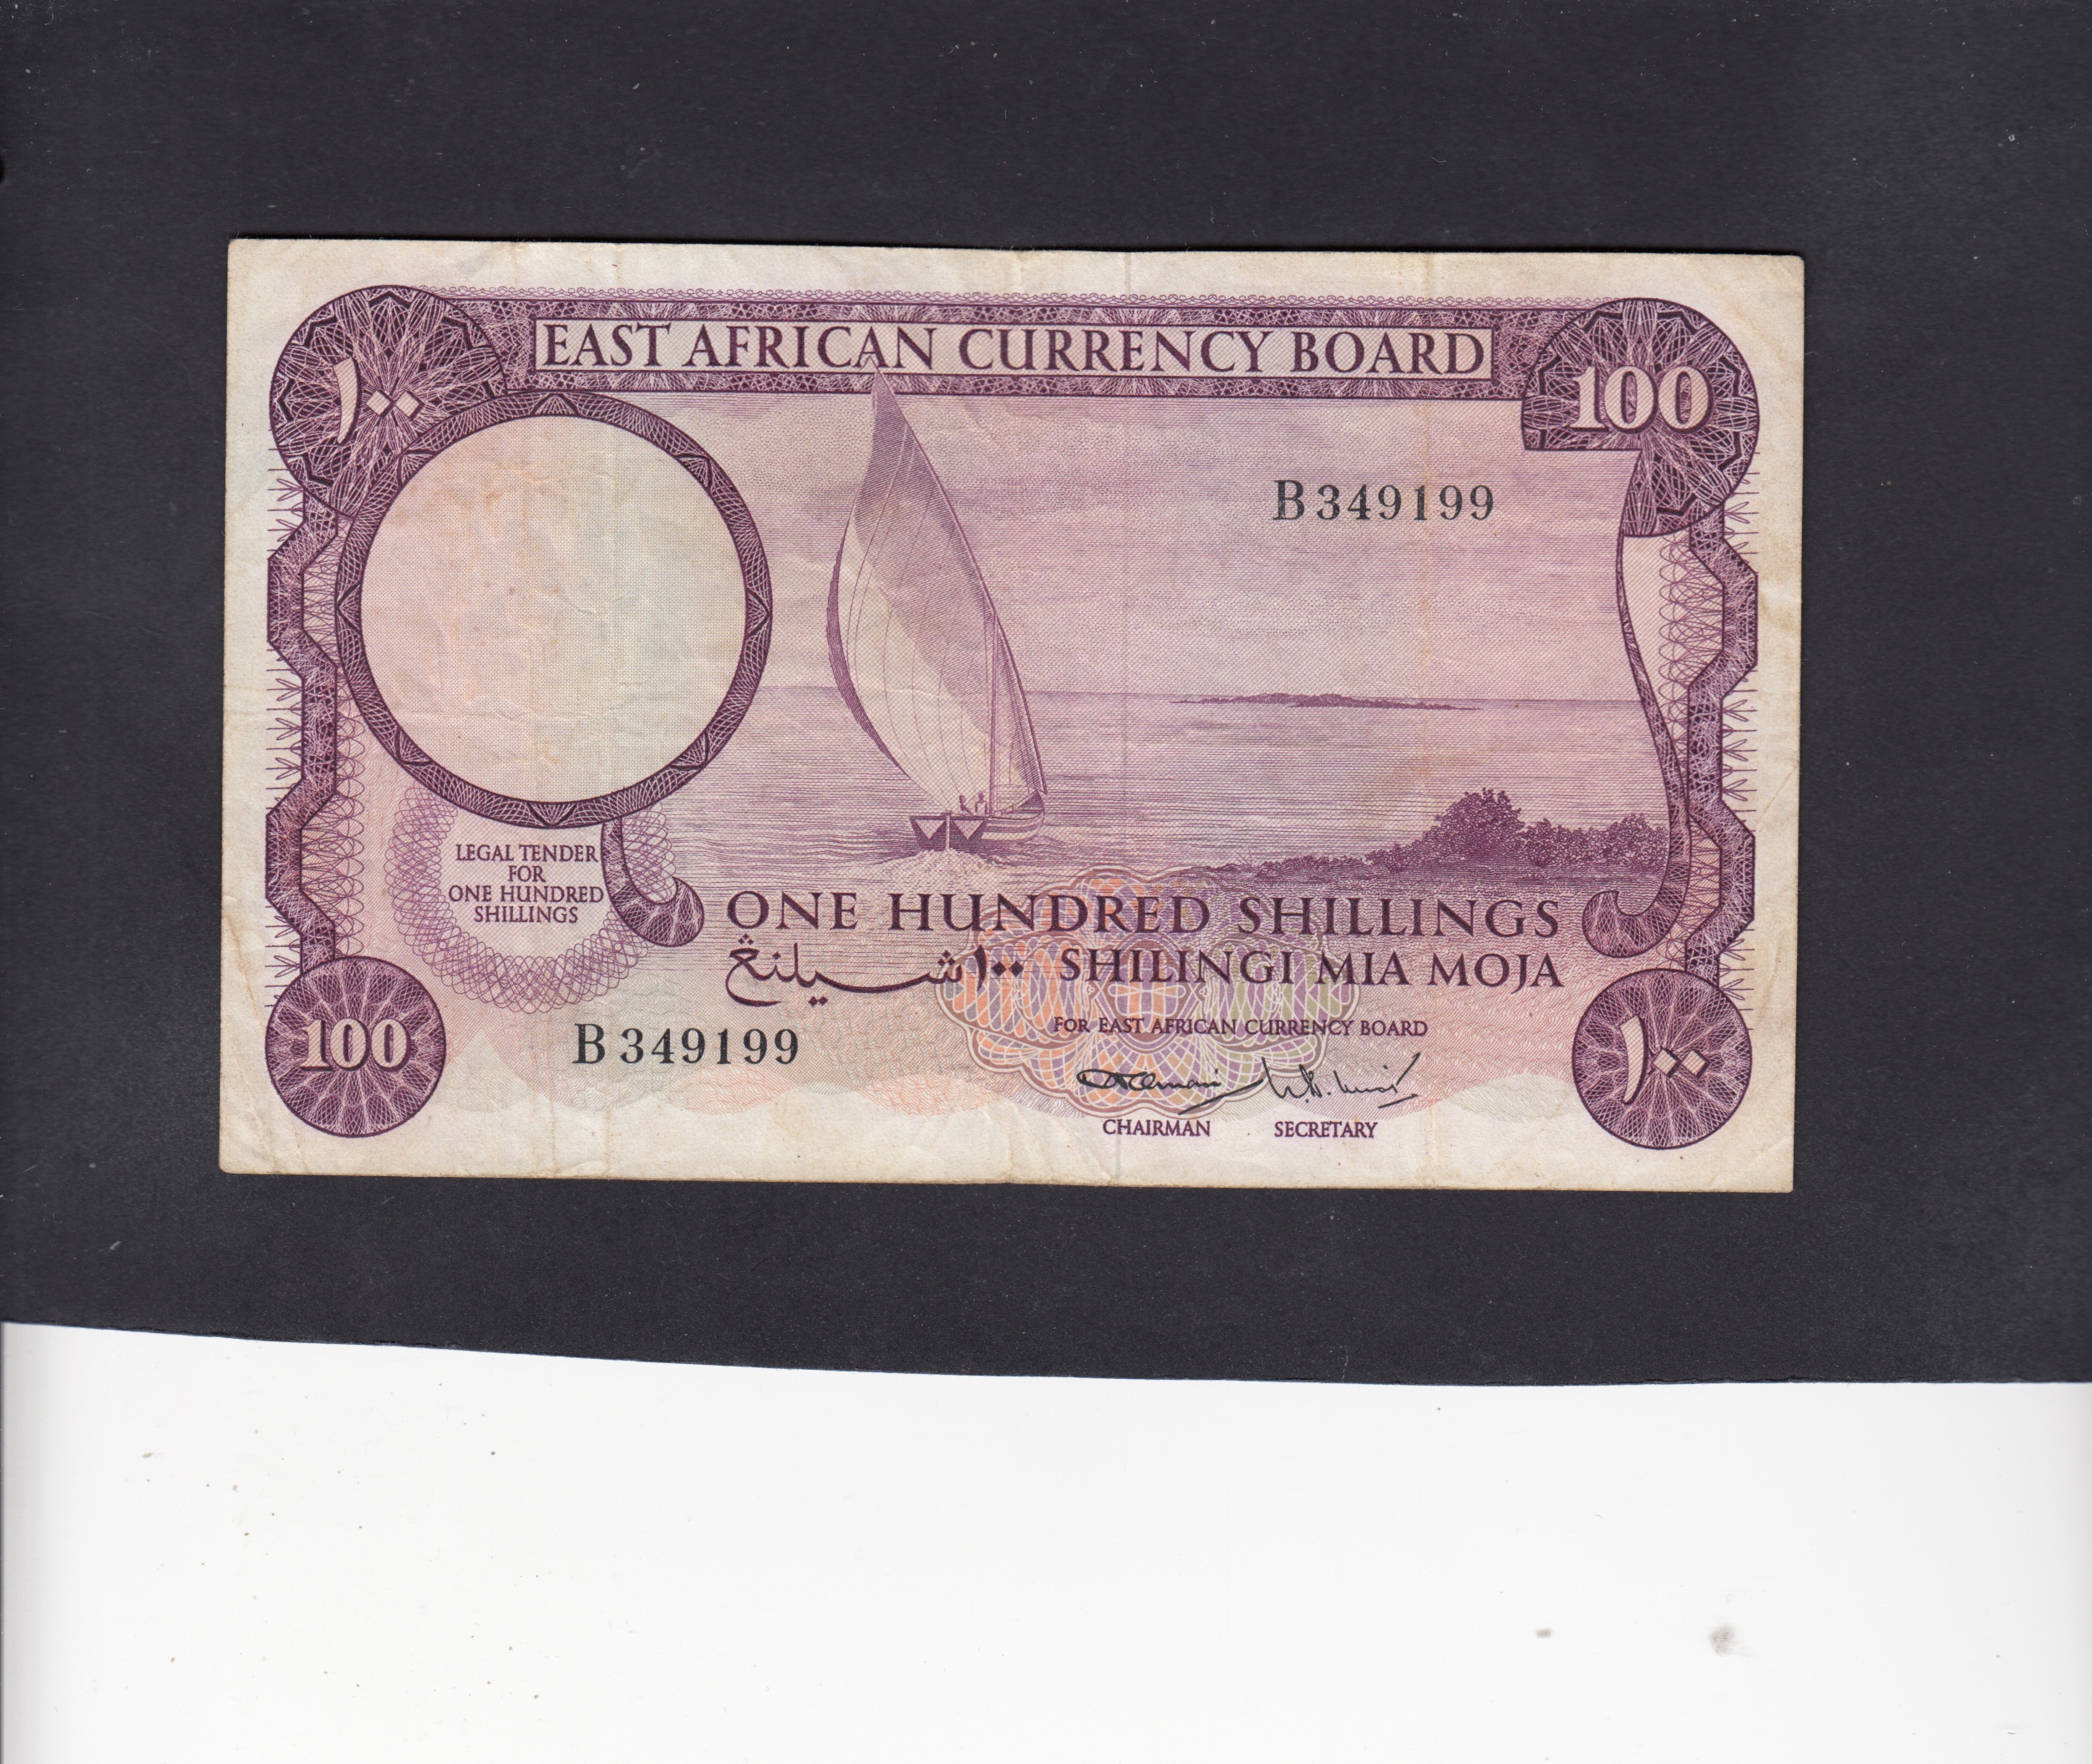 EAST AFRICAN CURRENCY BOARD
١٠٠
100
B 349199
LEGAL TENDER
FOR
ONE HUNDRED
SHILLINGS
ONE HUNDRED SHILLINGS
١٠٠ شيلنݣ SHILINGI MIA MOJA
FOR EAST AFRICAN CURRENCY BOARD
100
B 349199
١٠٠
CHAIRMAN SECRETARY